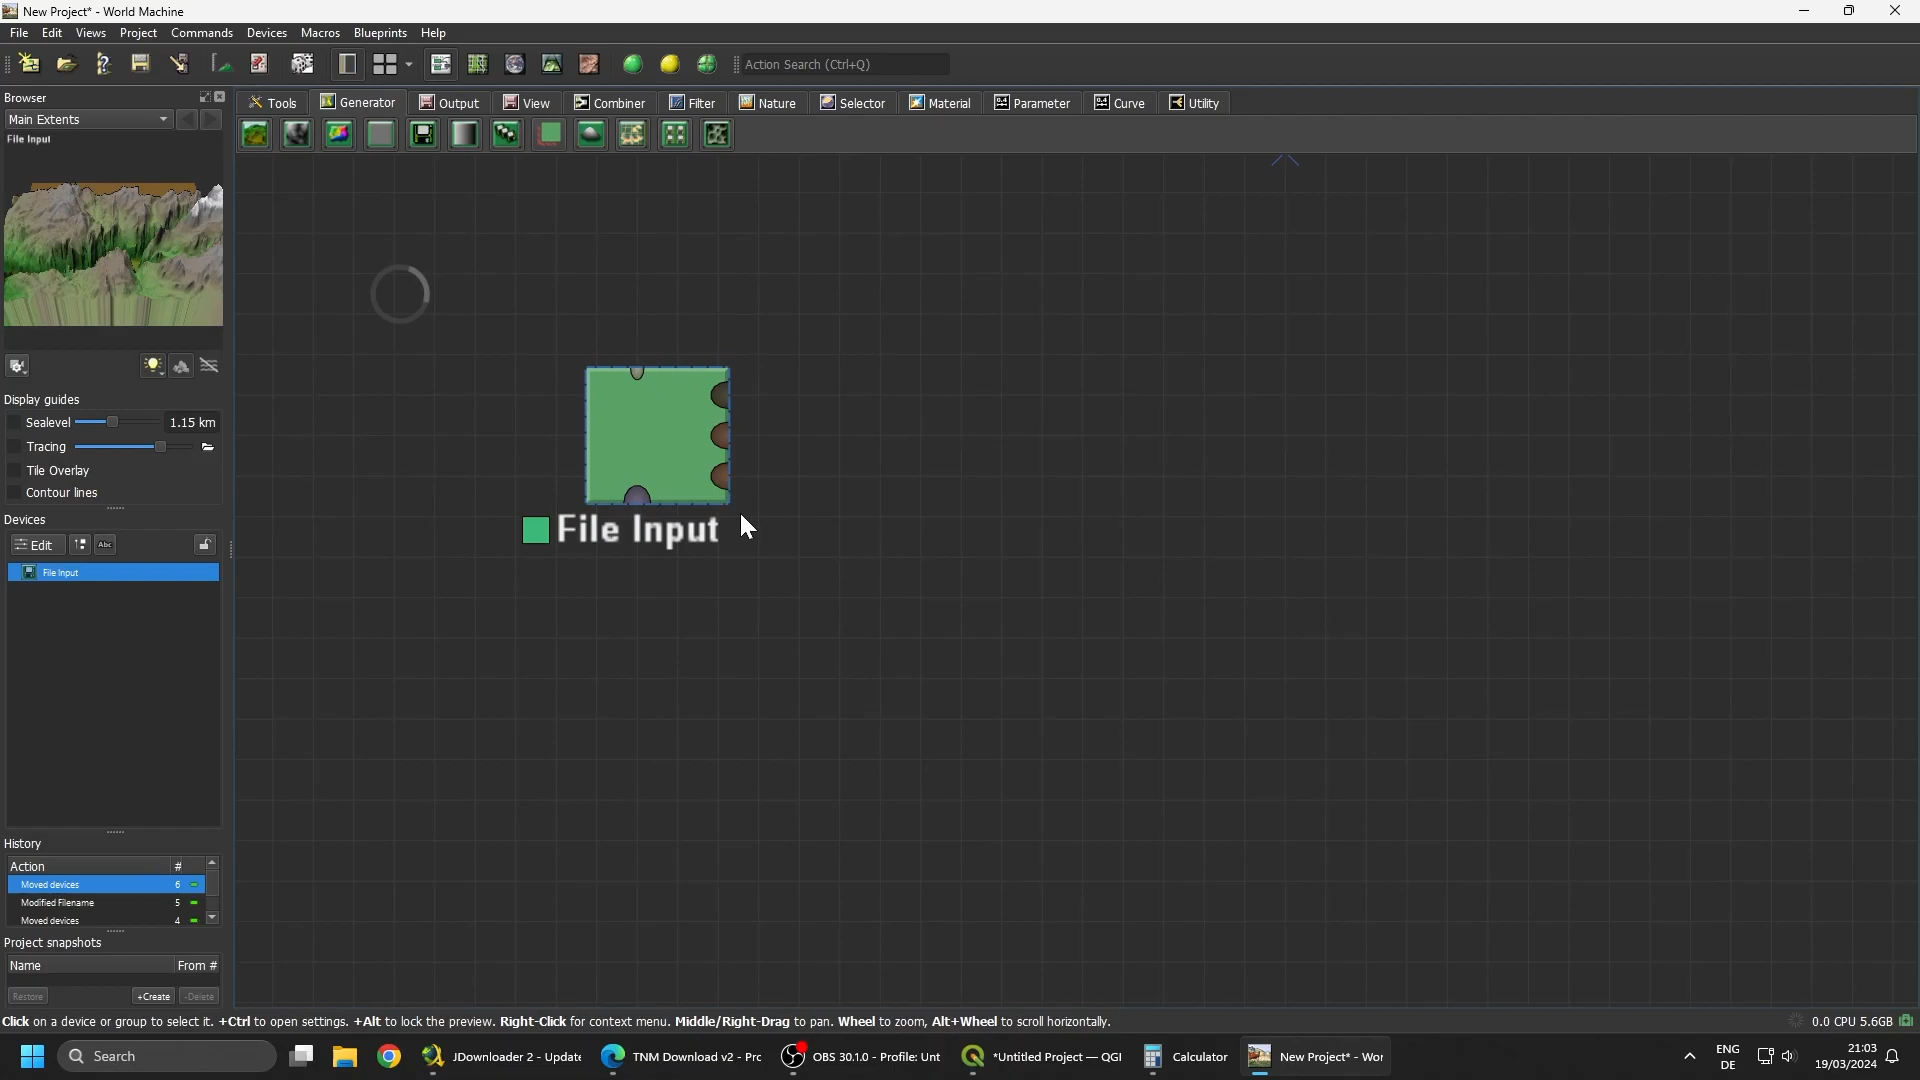 New Project* - World Machine
File Edit Views Project Commands Devices Macros Blueprints Help
Action Search (Ctrl+Q)
Browser
Main Extents
File Input
Tools Generator Output View Combiner Filter Nature Selector Material Parameter Curve Utility
Display guides
Sealevel 1.15 km
Tracing
Tile Overlay
Contour lines
Devices
Edit Abc
File Input
File Input
History
Action #
Moved devices 6
Modified Filename 5
Moved devices 4
Project snapshots
Name From #
Restore +Create -Delete
Click on a device or group to select it. +Ctrl to open settings. +Alt to lock the preview. Right-Click for context menu. Middle/Right-Drag to pan. Wheel to zoom, Alt+Wheel to scroll horizontally.
0.0 CPU 5.6GB
Search
JDownloader 2 - Update
TNM Download v2 - Prc
OBS 30.1.0 - Profile: Unt
*Untitled Project — QGI
Calculator
New Project* - Wor
ENG
DE
21:03
19/03/2024